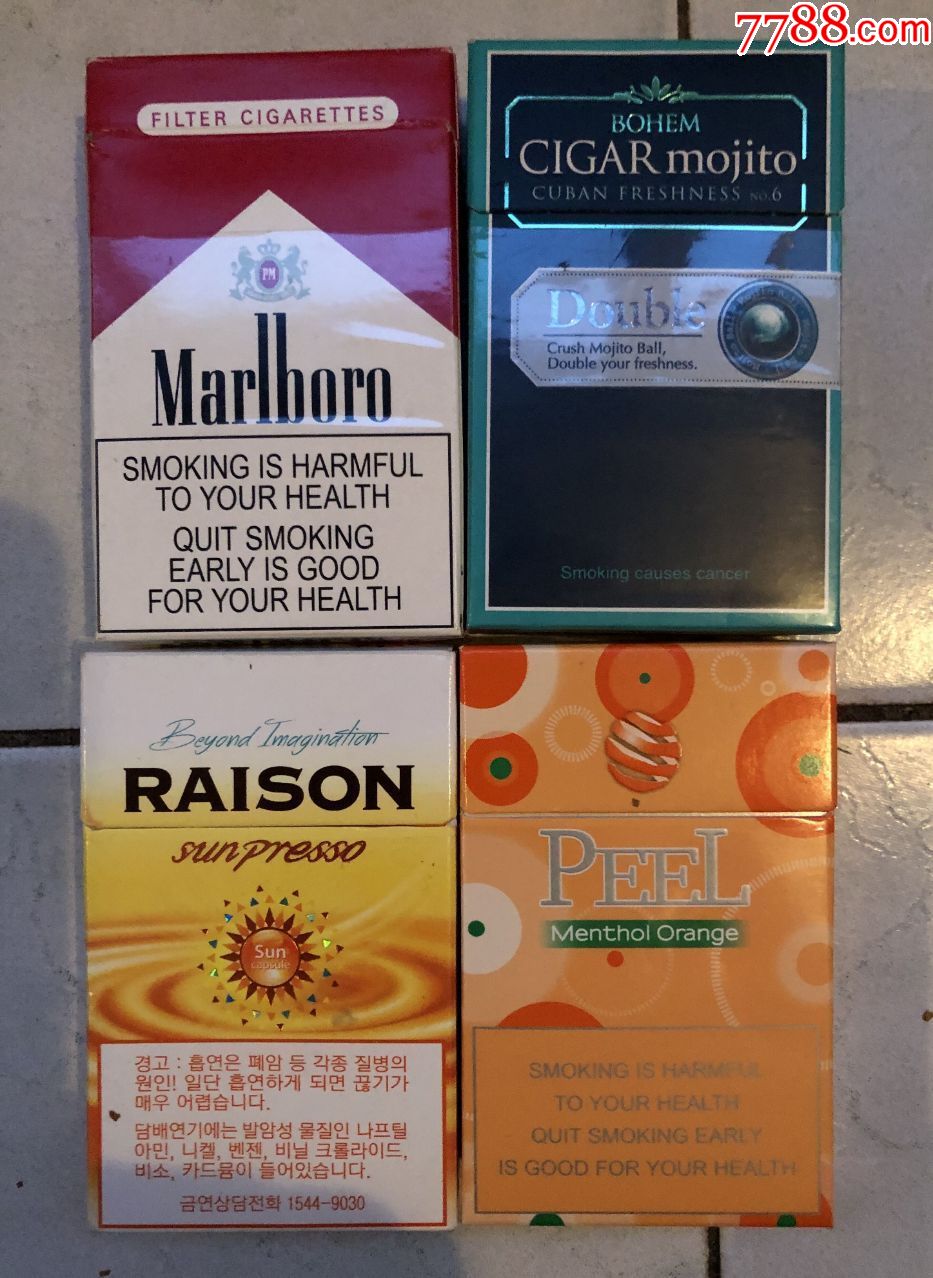 7788.com
FILTER CIGARETTES
PM
Marlboro
SMOKING IS HARMFUL
TO YOUR HEALTH
QUIT SMOKING
EARLY IS GOOD
FOR YOUR HEALTH
BOHEM
CIGAR mojito
CUBAN FRESHNESS NO.6
Double
Crush Mojito Ball,
Double your freshness.
Smoking causes cancer
Beyond Imagination
RAISON
sunpresso
Sun
capsule
경고 : 흡연은 폐암 등 각종 질병의
원인!! 일단 흡연하게 되면 끊기가
매우 어렵습니다.
담배연기에는 발암성 물질인 나프틸
아민, 니켈, 벤젠, 비닐 크롤라이드,
비소, 카드뮴이 들어있습니다.
금연상담전화 1544-9030
PEEL
Menthol Orange
SMOKING IS HARMFUL
TO YOUR HEALTH
QUIT SMOKING EARLY
IS GOOD FOR YOUR HEALTH